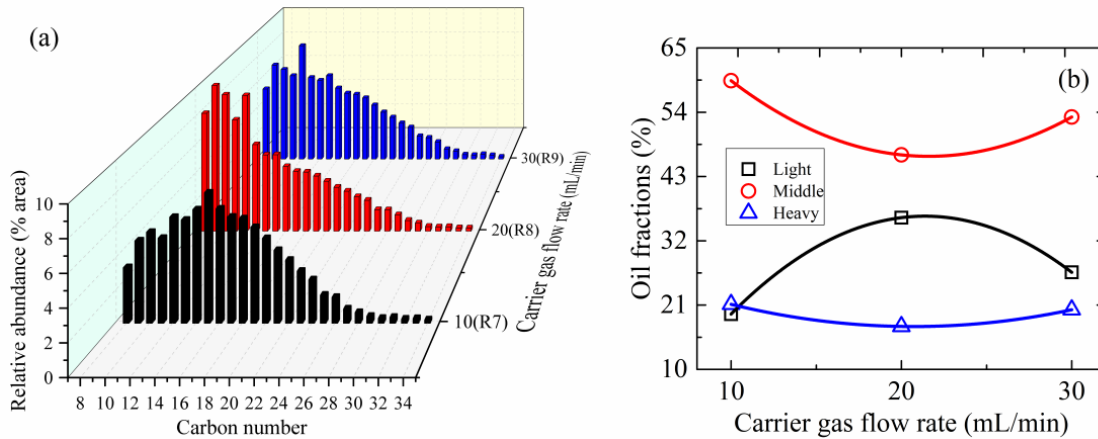 (a)
Relative abundance (% area)
10
8
6
4
2
0
8 10 12 14 16 18 20 22 24 26 28 30 32 34
Carbon number
30(R9)
20(R8)
10(R7)
Carrier gas flow rate (mL/min)
(b)
Oil fractions (%)
65
54
43
32
21
10
Light
Middle
Heavy
10 20 30
Carrier gas flow rate (mL/min)